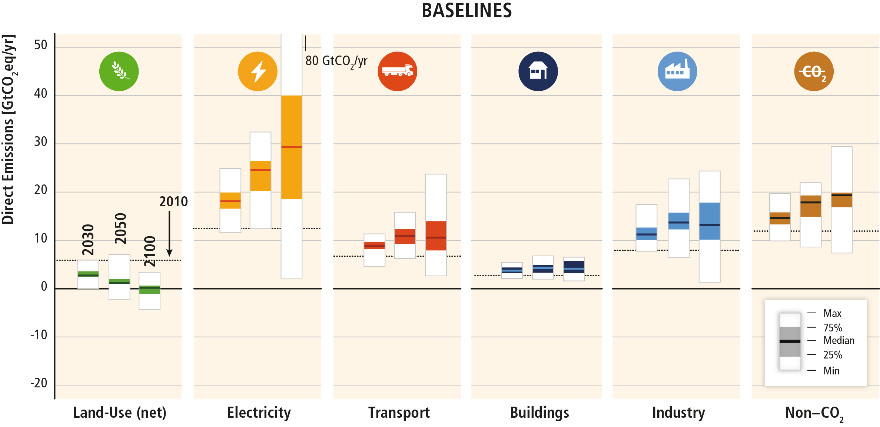 BASELINES
Direct Emissions [GtCO2eq/yr]
50
40
30
20
10
0
-10
-20
80 GtCO2/yr
CO2
2030
2050
2100
2010
Max
75%
Median
25%
Min
Land-Use (net)
Electricity
Transport
Buildings
Industry
Non–CO2